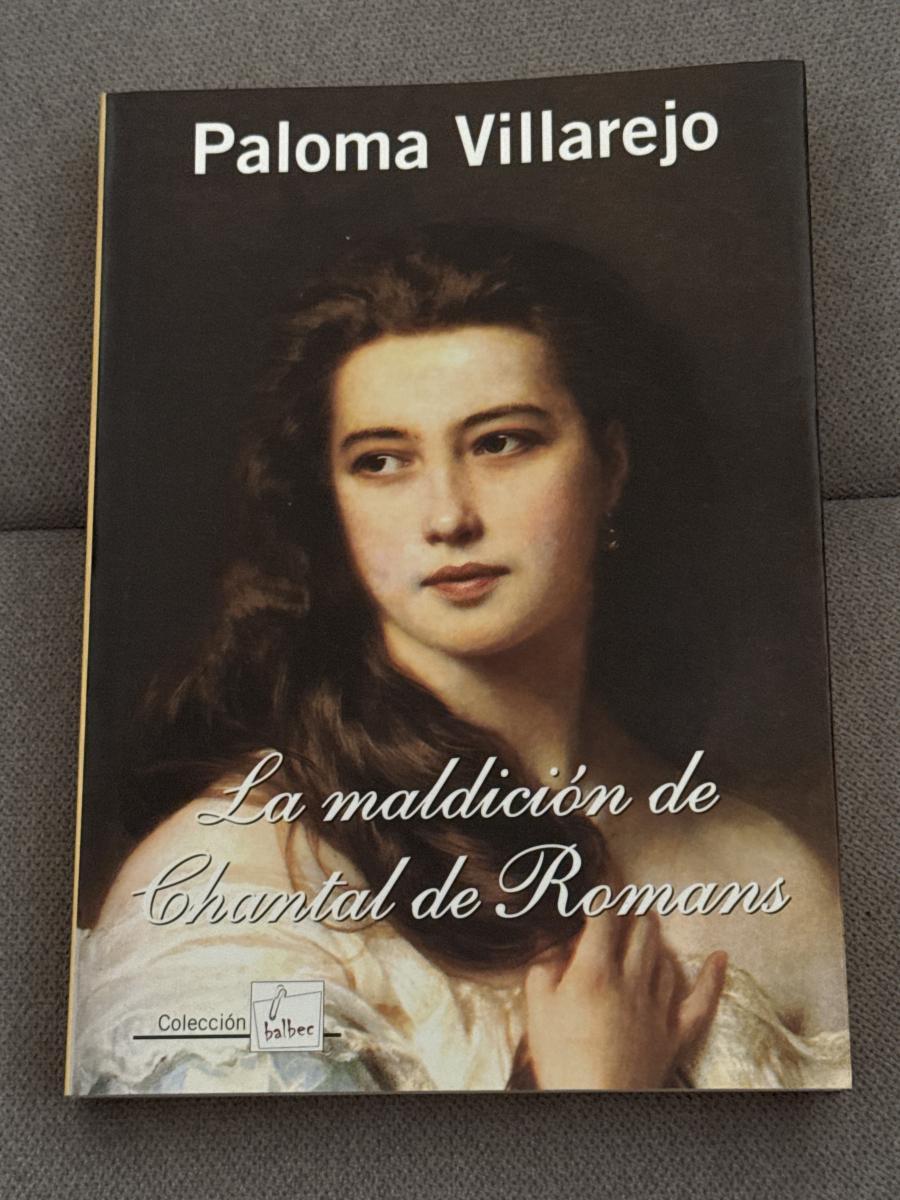 Paloma Villarejo
La maldición de
Chantal de Romans
Colección balbec